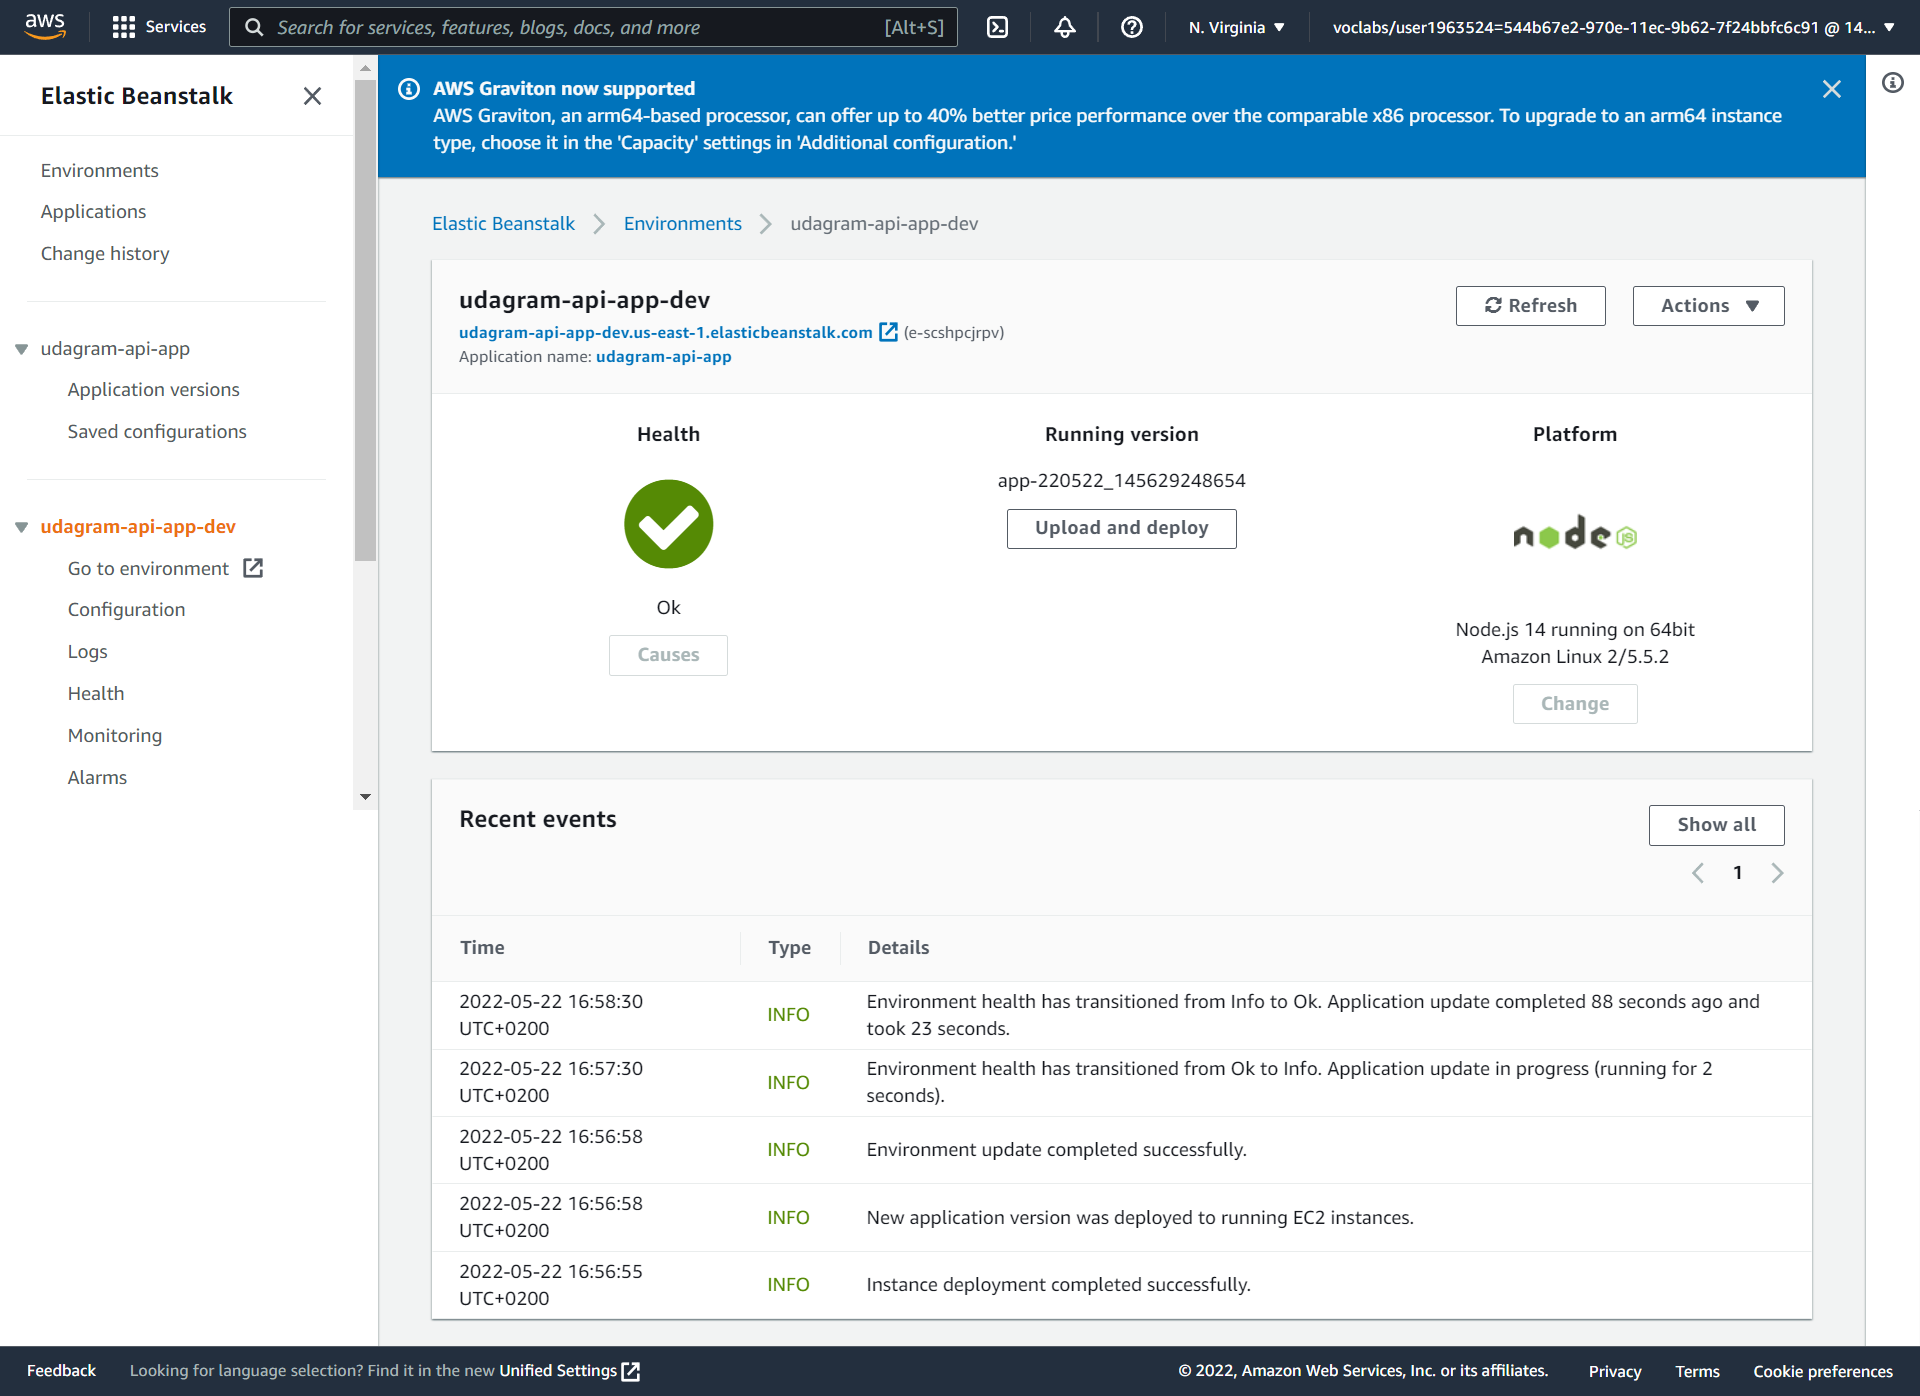 aws
Services
Search for services, features, blogs, docs, and more [Alt+S]
N. Virginia
voclabs/user1963524=544b67e2-970e-11ec-9b62-7f24bbfc6c91 @ 14...
Elastic Beanstalk
Environments
Applications
Change history
udagram-api-app
Application versions
Saved configurations
udagram-api-app-dev
Go to environment
Configuration
Logs
Health
Monitoring
Alarms
AWS Graviton now supported
AWS Graviton, an arm64-based processor, can offer up to 40% better price performance over the comparable x86 processor. To upgrade to an arm64 instance
type, choose it in the 'Capacity' settings in 'Additional configuration.'
Elastic Beanstalk Environments udagram-api-app-dev
udagram-api-app-dev
udagram-api-app-dev.us-east-1.elasticbeanstalk.com (e-scshpcjrpv)
Application name: udagram-api-app
Refresh
Actions
Health
Ok
Causes
Running version
app-220522_145629248654
Upload and deploy
Platform
node JS
Node.js 14 running on 64bit
Amazon Linux 2/5.5.2
Change
Recent events
Show all
1
Time Type Details
2022-05-22 16:58:30
UTC+0200
INFO
Environment health has transitioned from Info to Ok. Application update completed 88 seconds ago and
took 23 seconds.
2022-05-22 16:57:30
UTC+0200
INFO
Environment health has transitioned from Ok to Info. Application update in progress (running for 2
seconds).
2022-05-22 16:56:58
UTC+0200
INFO
Environment update completed successfully.
2022-05-22 16:56:58
UTC+0200
INFO
New application version was deployed to running EC2 instances.
2022-05-22 16:56:55
UTC+0200
INFO
Instance deployment completed successfully.
Feedback
Looking for language selection? Find it in the new Unified Settings
© 2022, Amazon Web Services, Inc. or its affiliates.
Privacy
Terms
Cookie preferences